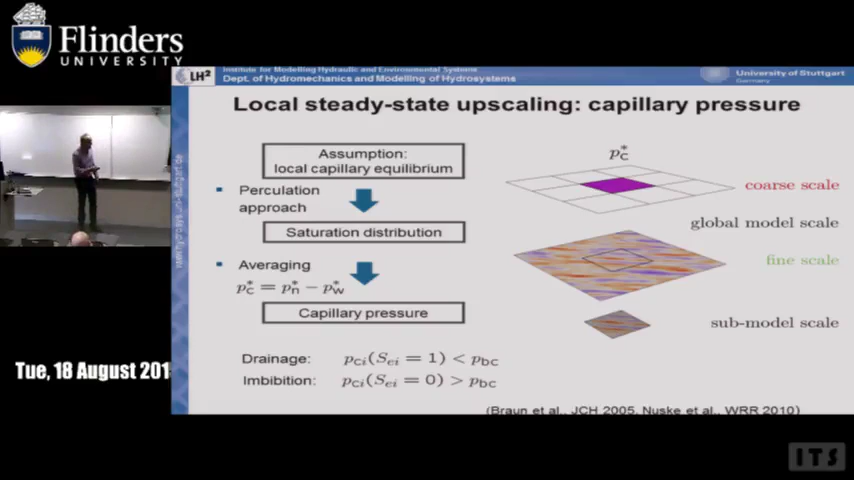 Flinders
UNIVERSITY
LH²
Institute for Modelling Hydraulic and Environmental Systems
Dept. of Hydromechanics and Modelling of Hydrosystems
University of Stuttgart
Germany
Local steady-state upscaling: capillary pressure
Assumption:
local capillary equilibrium
Perculation
approach
Saturation distribution
Averaging
p*c = p*n − p*w
Capillary pressure
Drainage: pci(Sei = 1) < pbc
Imbibition: pci(Sei = 0) > pbc
p*c
coarse scale
global model scale
fine scale
sub-model scale
(Braun et al., JCH 2005, Nuske et al., WRR 2010)
Tue, 18 August 201
ITS